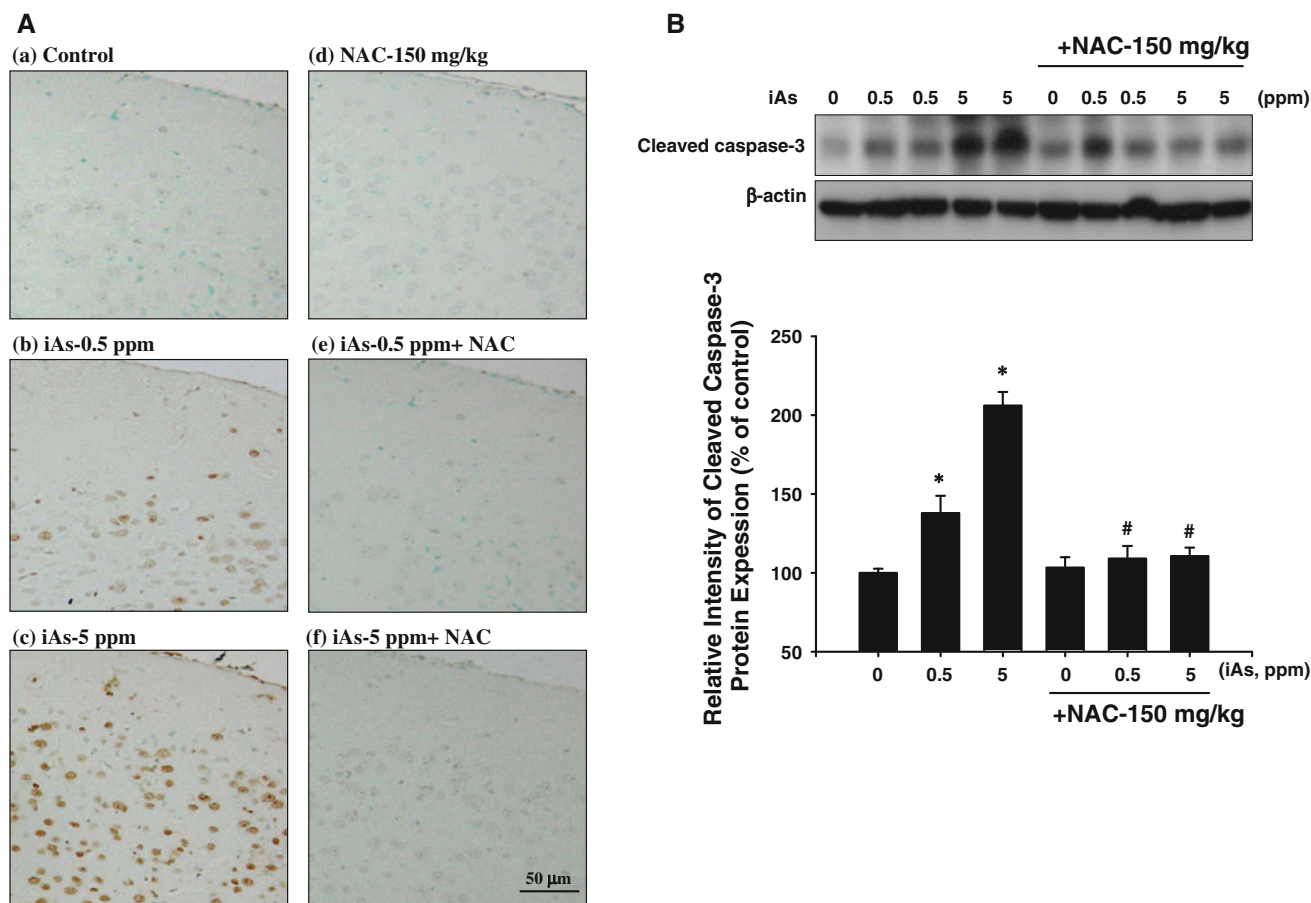 A
(a) Control
(d) NAC-150 mg/kg
(b) iAs-0.5 ppm
(e) iAs-0.5 ppm+ NAC
(c) iAs-5 ppm
(f) iAs-5 ppm+ NAC
50 μm
B
+NAC-150 mg/kg
iAs 0 0.5 0.5 5 5 0 0.5 0.5 5 5 (ppm)
Cleaved caspase-3
β-actin
Relative Intensity of Cleaved Caspase-3
Protein Expession (% of control)
250
200
150
100
50
* * # #
0 0.5 5 0 0.5 5 (iAs, ppm)
+NAC-150 mg/kg